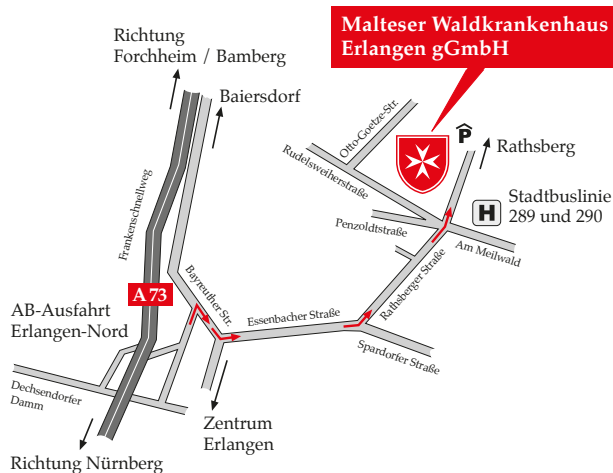 Malteser Waldkrankenhaus
Erlangen gGmbH
Richtung
Forchheim / Bamberg
Baiersdorf
Otto-Goetze-Str.
Rudelsweiherstraße
P
Rathsberg
H
Stadtbuslinie
289 und 290
Penzoldtstraße
Am Meilwald
Frankenschnellweg
A 73
Bayreuther Str.
Rathsberger Straße
AB-Ausfahrt
Erlangen-Nord
Essenbacher Straße
Spardorfer Straße
Dechsendorfer
Damm
Zentrum
Erlangen
Richtung Nürnberg